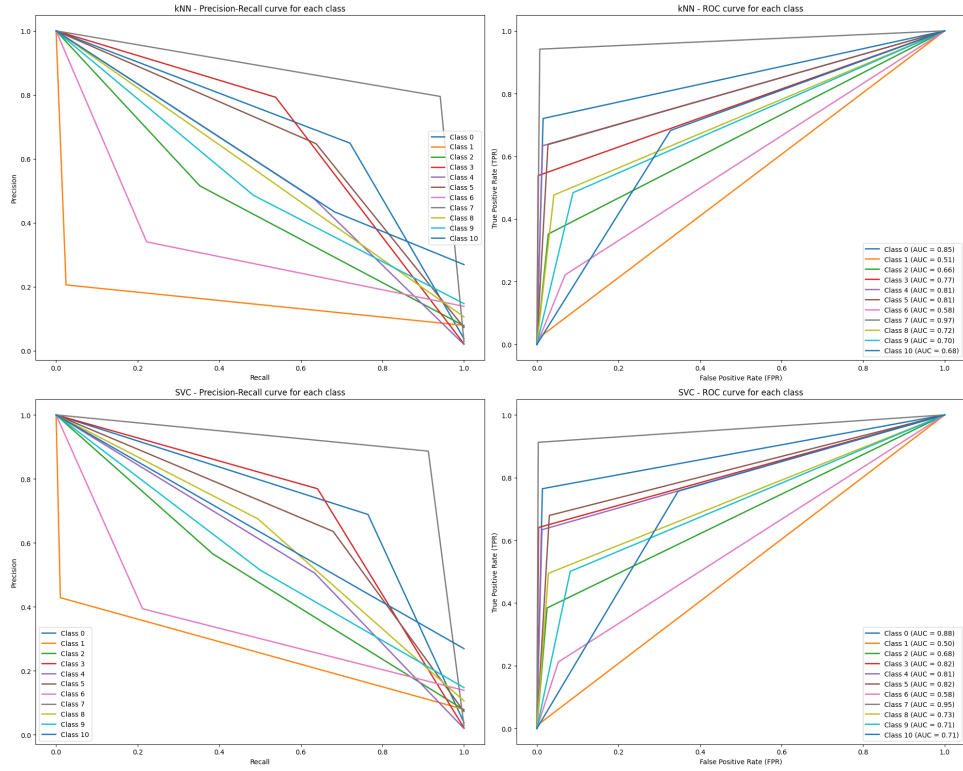 kNN - Precision-Recall curve for each class
1.0
0.8
0.6
0.4
0.2
0.0
Precision
0.0 0.2 0.4 0.6 0.8 1.0
Recall
Class 0
Class 1
Class 2
Class 3
Class 4
Class 5
Class 6
Class 7
Class 8
Class 9
Class 10
kNN - ROC curve for each class
1.0
0.8
0.6
0.4
0.2
0.0
True Positive Rate (TPR)
0.0 0.2 0.4 0.6 0.8 1.0
False Positive Rate (FPR)
Class 0 (AUC = 0.85)
Class 1 (AUC = 0.51)
Class 2 (AUC = 0.66)
Class 3 (AUC = 0.77)
Class 4 (AUC = 0.81)
Class 5 (AUC = 0.81)
Class 6 (AUC = 0.58)
Class 7 (AUC = 0.97)
Class 8 (AUC = 0.72)
Class 9 (AUC = 0.70)
Class 10 (AUC = 0.68)
SVC - Precision-Recall curve for each class
1.0
0.8
0.6
0.4
0.2
0.0
Precision
0.0 0.2 0.4 0.6 0.8 1.0
Recall
Class 0
Class 1
Class 2
Class 3
Class 4
Class 5
Class 6
Class 7
Class 8
Class 9
Class 10
SVC - ROC curve for each class
1.0
0.8
0.6
0.4
0.2
0.0
True Positive Rate (TPR)
0.0 0.2 0.4 0.6 0.8 1.0
False Positive Rate (FPR)
Class 0 (AUC = 0.88)
Class 1 (AUC = 0.50)
Class 2 (AUC = 0.68)
Class 3 (AUC = 0.82)
Class 4 (AUC = 0.81)
Class 5 (AUC = 0.82)
Class 6 (AUC = 0.58)
Class 7 (AUC = 0.95)
Class 8 (AUC = 0.73)
Class 9 (AUC = 0.71)
Class 10 (AUC = 0.71)